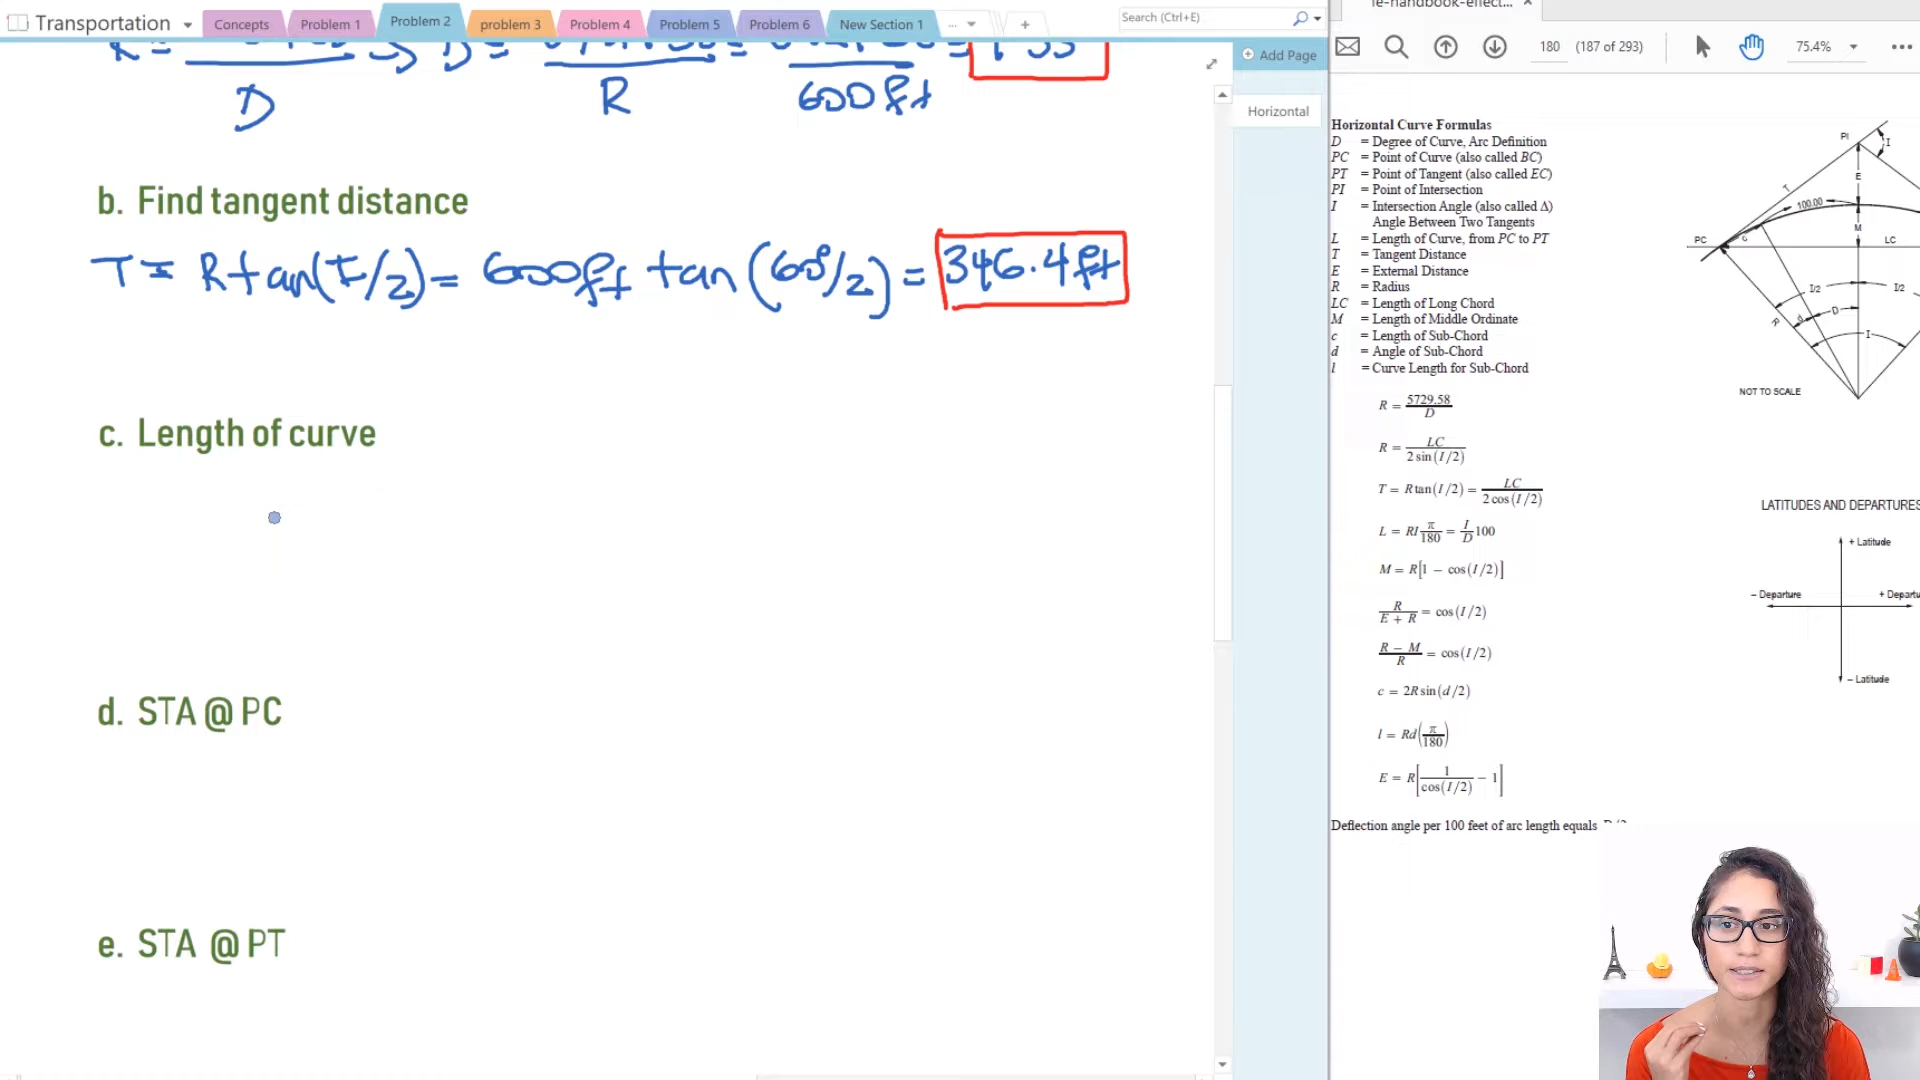 Transportation
Concepts
Problem 1
Problem 2
problem 3
Problem 4
Problem 5
Problem 6
New Section 1
...
+
Search (Ctrl+E)
Add Page
Horizontal
D
R
600 ft
b. Find tangent distance
T = R tan(I/2) = 600ft tan (60°/2) = 346.4 ft
c. Length of curve
d. STA @ PC
e. STA @ PT
fe-handbook-effect...
180 (187 of 293)
75.4%
Horizontal Curve Formulas
D = Degree of Curve, Arc Definition
PC = Point of Curve (also called BC)
PT = Point of Tangent (also called EC)
PI = Point of Intersection
I = Intersection Angle (also called Δ)
Angle Between Two Tangents
L = Length of Curve, from PC to PT
T = Tangent Distance
E = External Distance
R = Radius
LC = Length of Long Chord
M = Length of Middle Ordinate
c = Length of Sub-Chord
d = Angle of Sub-Chord
l = Curve Length for Sub-Chord
R = 5729.58 / D
R = LC / 2 sin(I/2)
T = R tan(I/2) = LC / 2 cos(I/2)
L = RI π/180 = I/D 100
M = R[1 − cos(I/2)]
R / E + R = cos(I/2)
R − M / R = cos(I/2)
c = 2R sin(d/2)
l = Rd(π/180)
E = R[1 / cos(I/2) − 1]
Deflection angle per 100 feet of arc length equals
PI
I
T
E
100.00
c
M
PC
LC
I/2
I/2
R
d
D
I
NOT TO SCALE
LATITUDES AND DEPARTURES
+ Latitude
− Departure
− Latitude